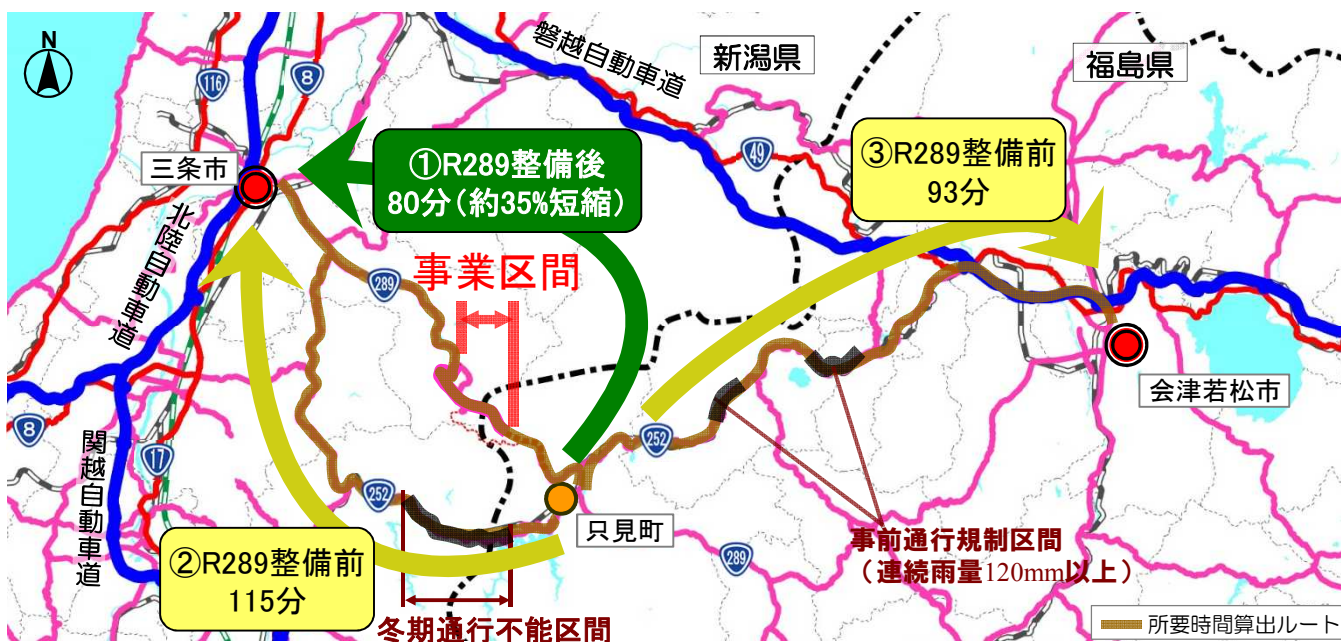 N
116
8
磐越自動車道
新潟県
福島県
49
三条市
①R289整備後
80分(約35%短縮)
③R289整備前
93分
北陸自動車道
289
事業区間
会津若松市
8
17
関越自動車道
252
252
只見町
289
事前通行規制区間
(連続雨量120mm以上)
②R289整備前
115分
冬期通行不能区間
所要時間算出ルート